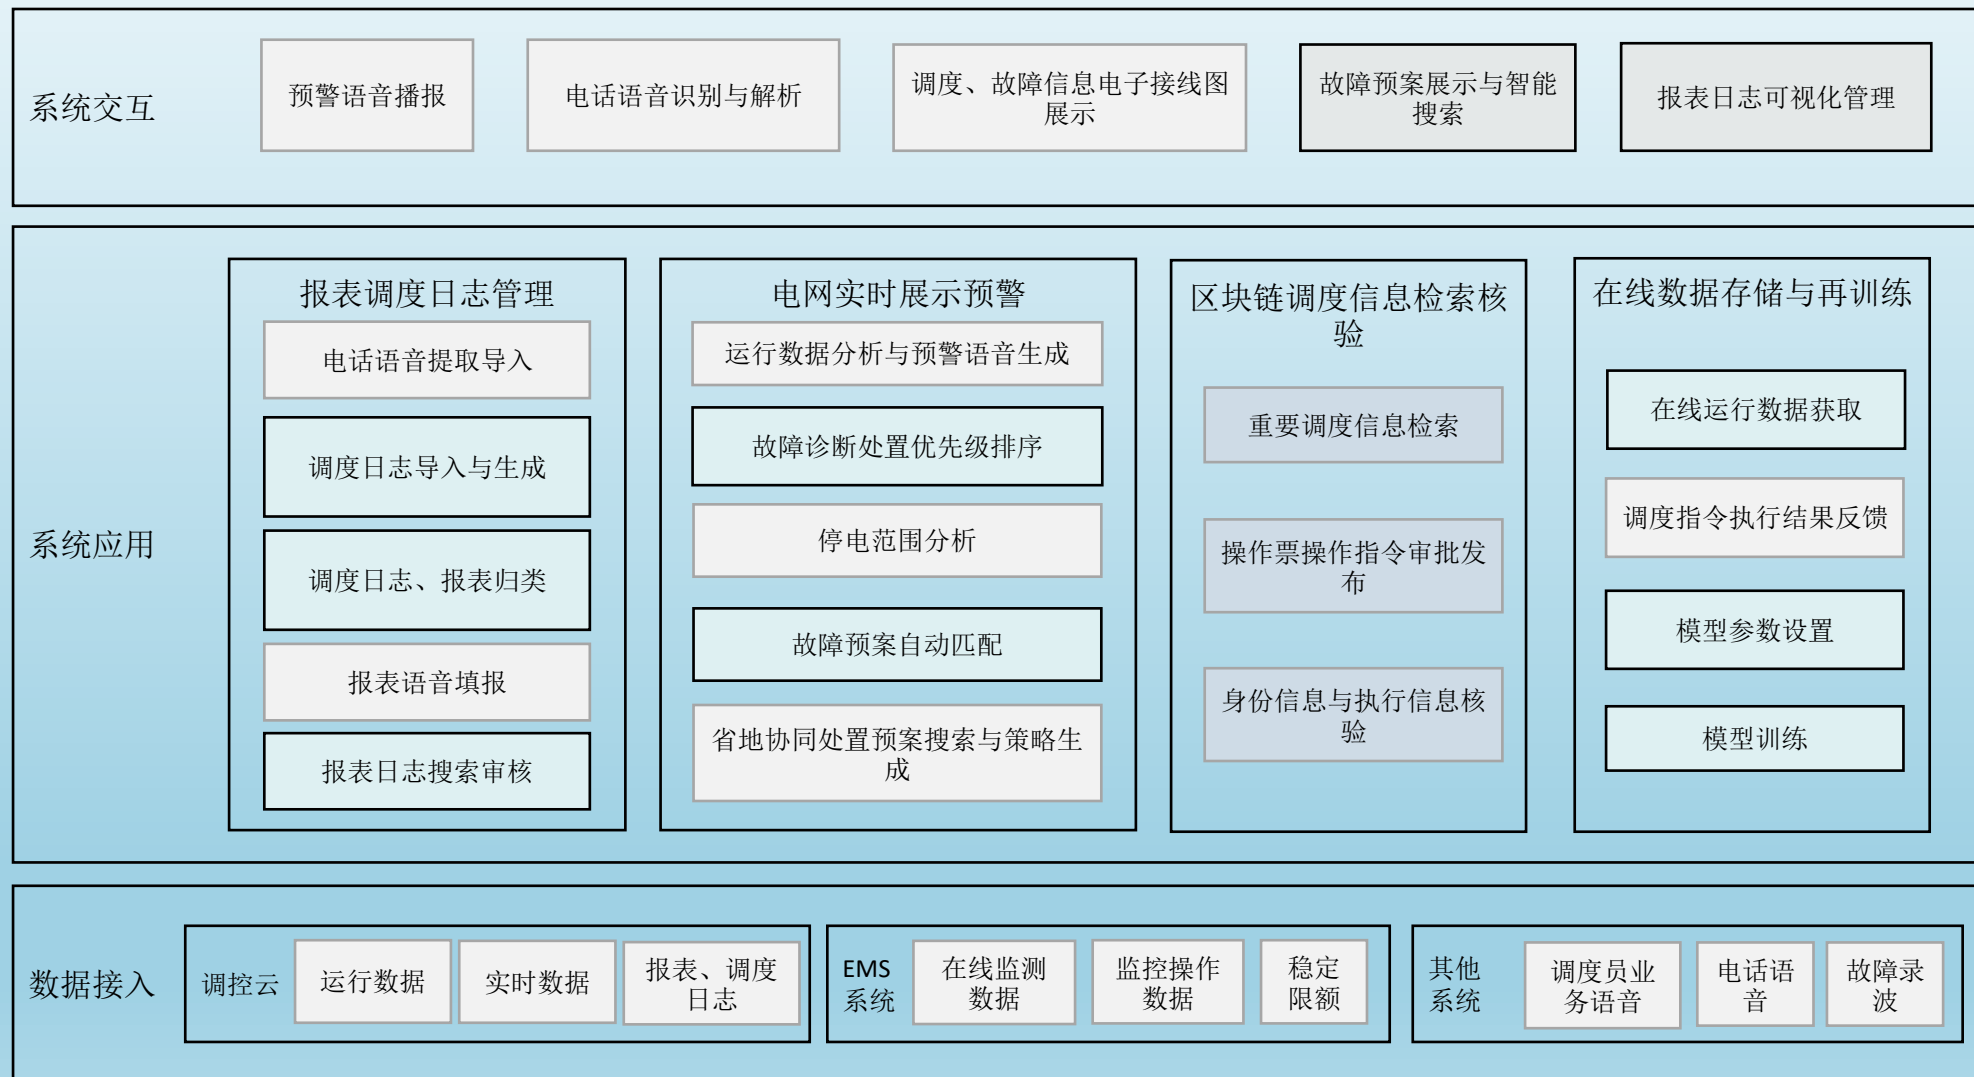 系统交互
预警语音播报
电话语音识别与解析
调度、故障信息电子接线图
展示
故障预案展示与智能
搜索
报表日志可视化管理
系统应用
报表调度日志管理
电话语音提取导入
调度日志导入与生成
调度日志、报表归类
报表语音填报
报表日志搜索审核
电网实时展示预警
运行数据分析与预警语音生成
故障诊断处置优先级排序
停电范围分析
故障预案自动匹配
省地协同处置预案搜索与策略生
成
区块链调度信息检索核
验
重要调度信息检索
操作票操作指令审批发
布
身份信息与执行信息核
验
在线数据存储与再训练
在线运行数据获取
调度指令执行结果反馈
模型参数设置
模型训练
数据接入
调控云
运行数据
实时数据
报表、调度
日志
EMS
系统
在线监测
数据
监控操作
数据
稳定
限额
其他
系统
调度员业
务语音
电话语
音
故障录
波